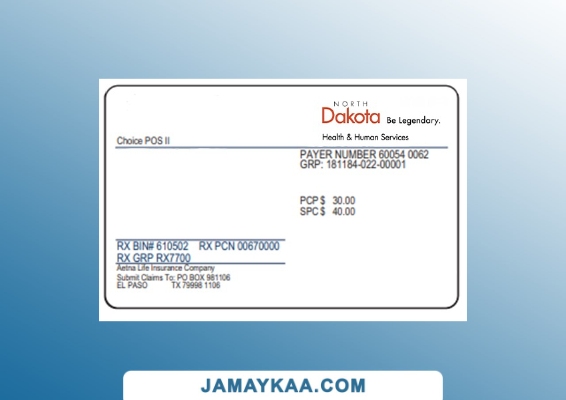 NORTH
Dakota Be Legendary.
Health & Human Services
Choice POS II
PAYER NUMBER 60054 0062
GRP: 181184-022-00001
PCP $ 30.00
SPC $ 40.00
RX BIN# 610502 RX PCN 00670000
RX GRP RX7700
Aetna Life Insurance Company
Submit Claims To: PO BOX 981106
EL PASO TX 79998 1106
JAMAYKAA.COM